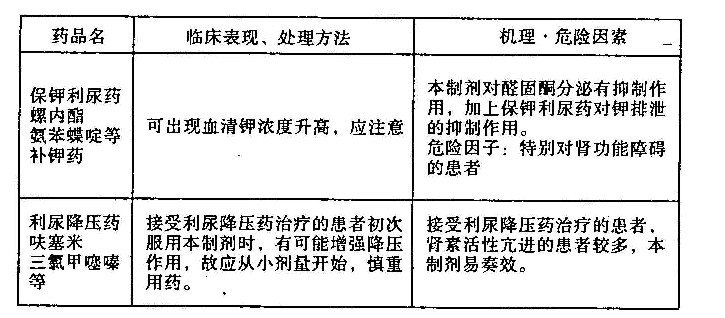 药品名
临床表现、处理方法
机理·危险因素
保钾利尿药
螺内酯
氨苯蝶啶等
补钾药
可出现血清钾浓度升高，应注意
本制剂对醛固酮分泌有抑制作
用，加上保钾利尿药对钾排泄
的抑制作用。
危险因子：特别对肾功能障碍
的患者
利尿降压药
呋塞米
三氯甲噻嗪
等
接受利尿降压药治疗的患者初次
服用本制剂时，有可能增强降压
作用，故应从小剂量开始，慎重
用药。
接受利尿降压药治疗的患者，
肾素活性亢进的患者较多，本
制剂易奏效。